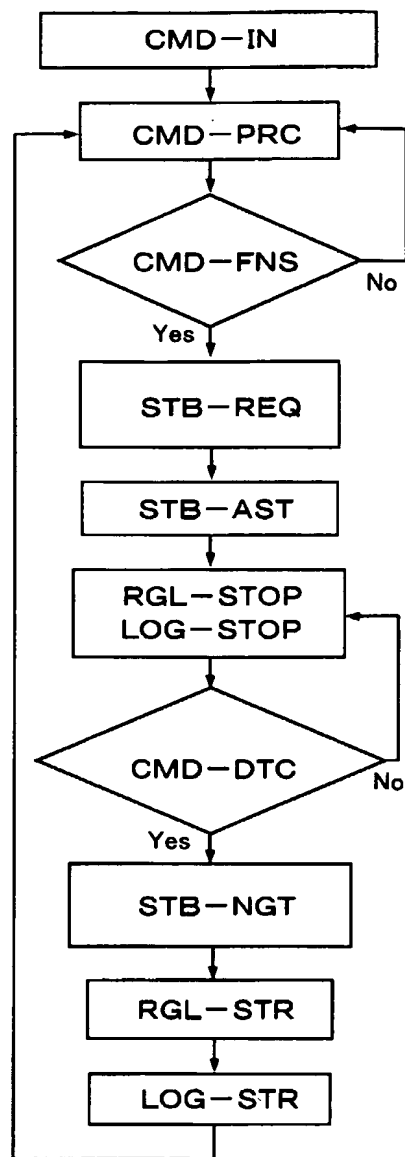 CMD-IN
CMD-PRC
CMD-FNS
No
Yes
STB-REQ
STB-AST
RGL-STOP
LOG-STOP
CMD-DTC
No
Yes
STB-NGT
RGL-STR
LOG-STR